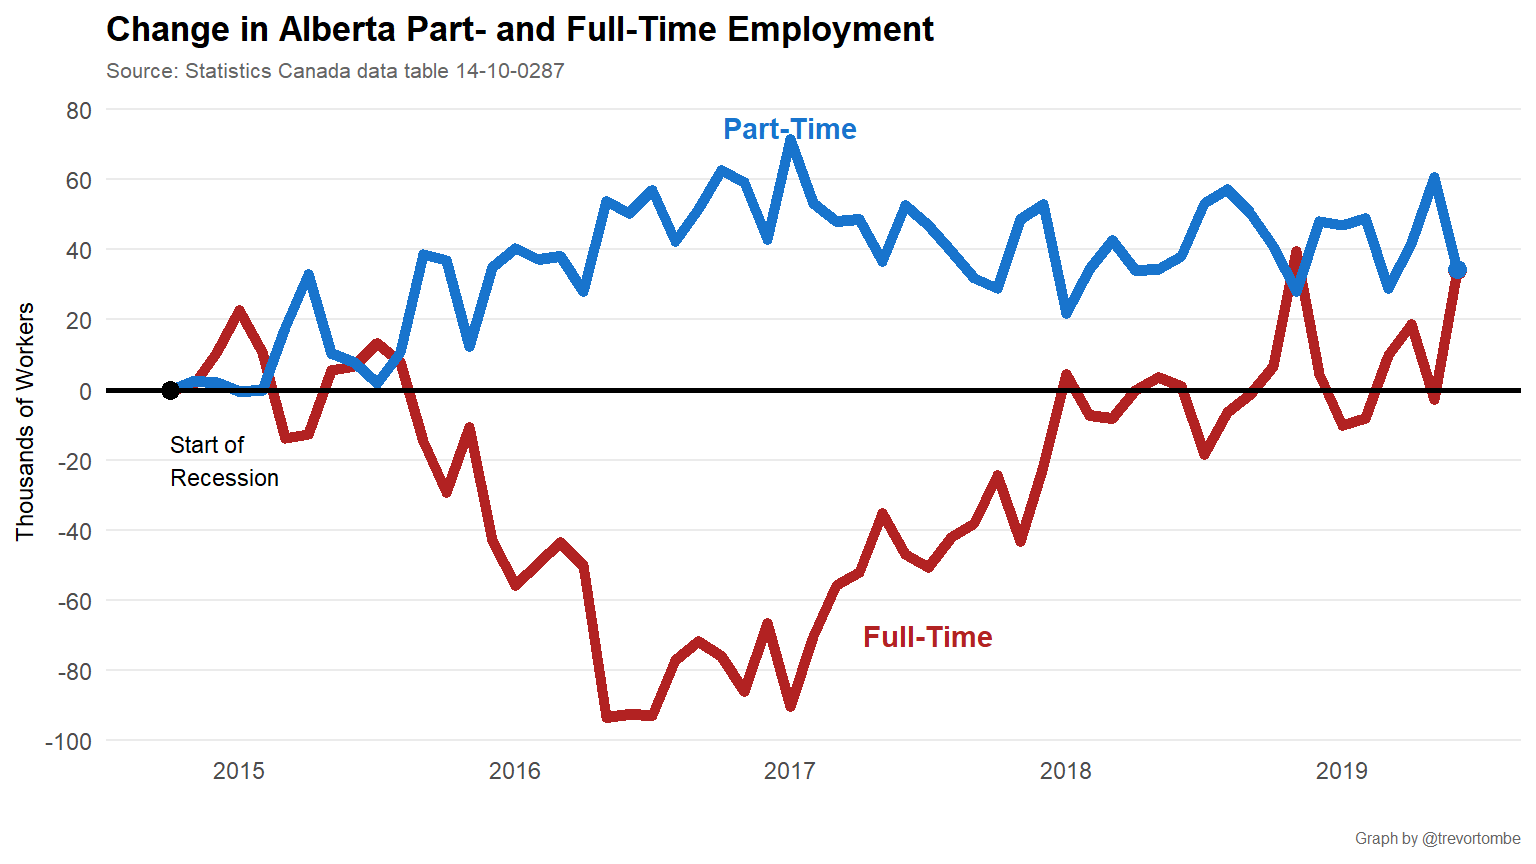 Change in Alberta Part- and Full-Time Employment
Source: Statistics Canada data table 14-10-0287
Thousands of Workers
80
60
40
20
0
-20
-40
-60
-80
-100
Part-Time
Start of
Recession
Full-Time
2015
2016
2017
2018
2019
Graph by @trevortombe